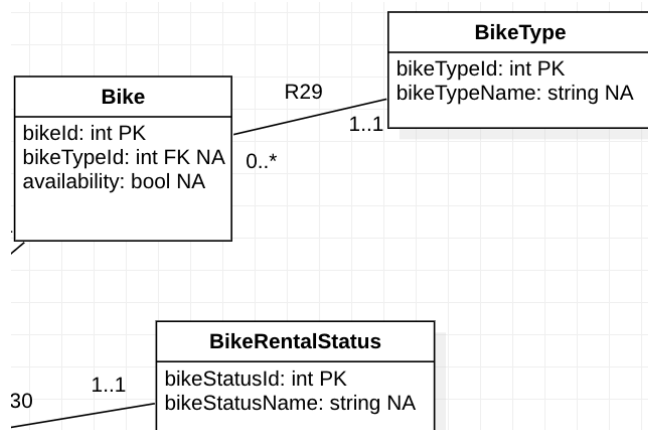 BikeType
bikeTypeId: int PK
bikeTypeName: string NA
R29
1..1
Bike
bikeId: int PK
bikeTypeId: int FK NA
availability: bool NA
0..*
BikeRentalStatus
bikeStatusId: int PK
bikeStatusName: string NA
1..1
30